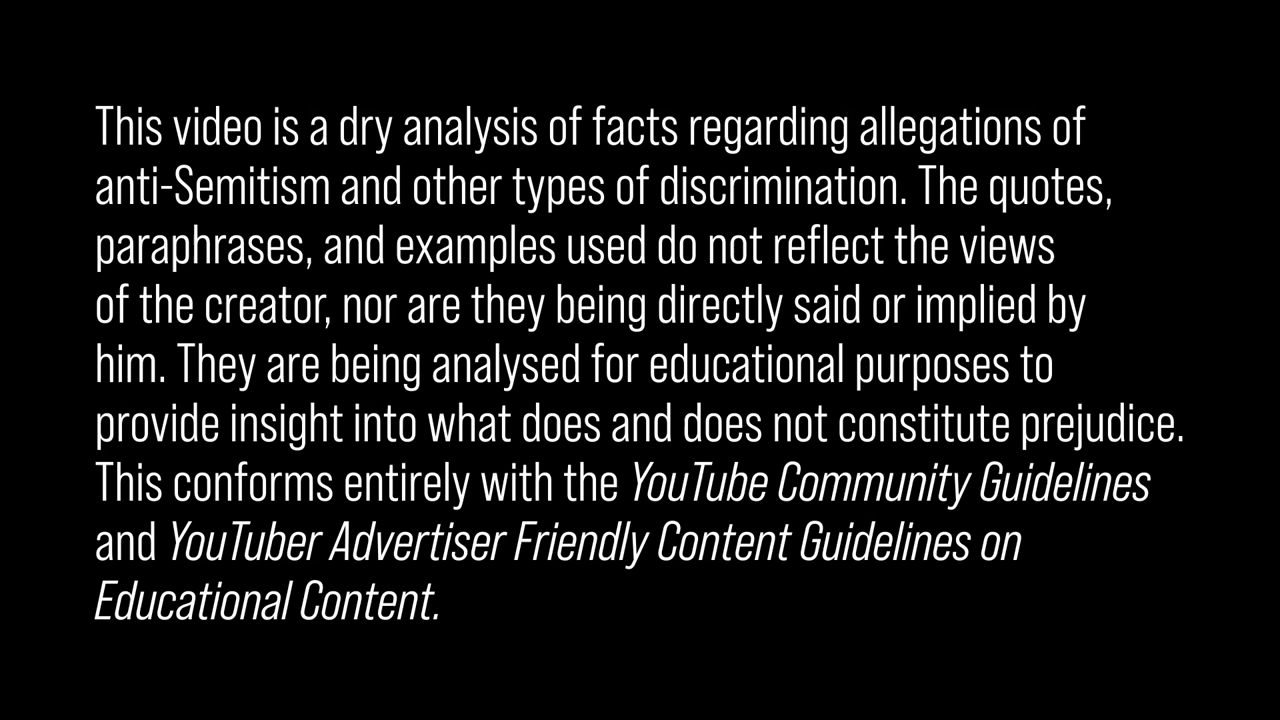 This video is a dry analysis of facts regarding allegations of
anti-Semitism and other types of discrimination. The quotes,
paraphrases, and examples used do not reflect the views
of the creator, nor are they being directly said or implied by
him. They are being analysed for educational purposes to
provide insight into what does and does not constitute prejudice.
This conforms entirely with the YouTube Community Guidelines
and YouTuber Advertiser Friendly Content Guidelines on
Educational Content.